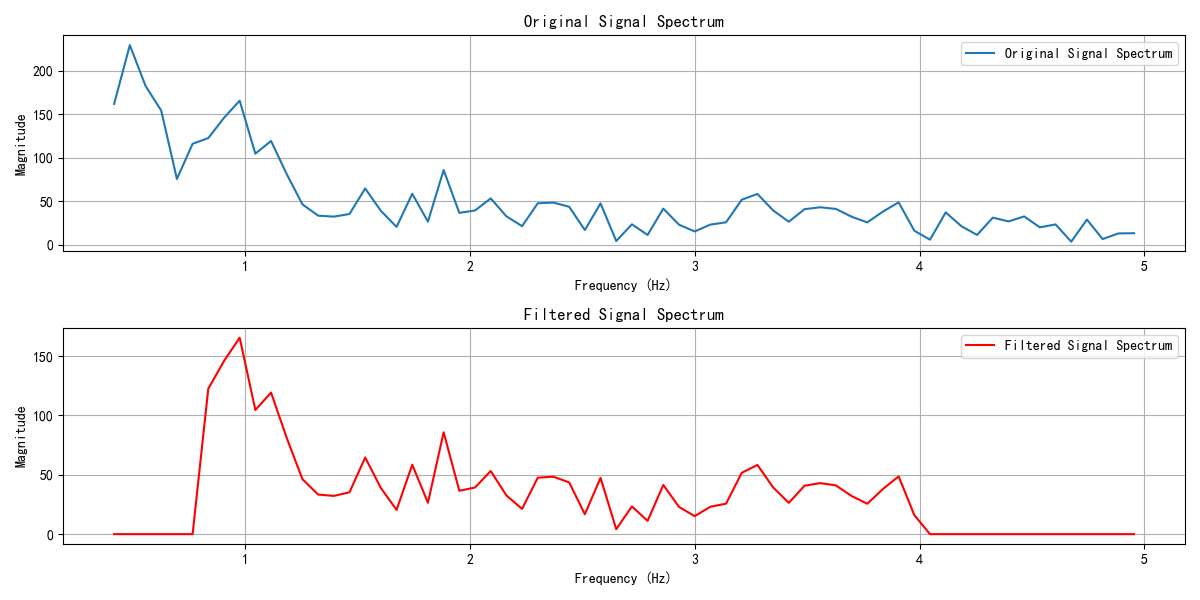 Original Signal Spectrum
Original Signal Spectrum
Magnitude
200
150
100
50
0
1
2
3
4
5
Frequency (Hz)
Filtered Signal Spectrum
Filtered Signal Spectrum
Magnitude
150
100
50
0
1
2
3
4
5
Frequency (Hz)